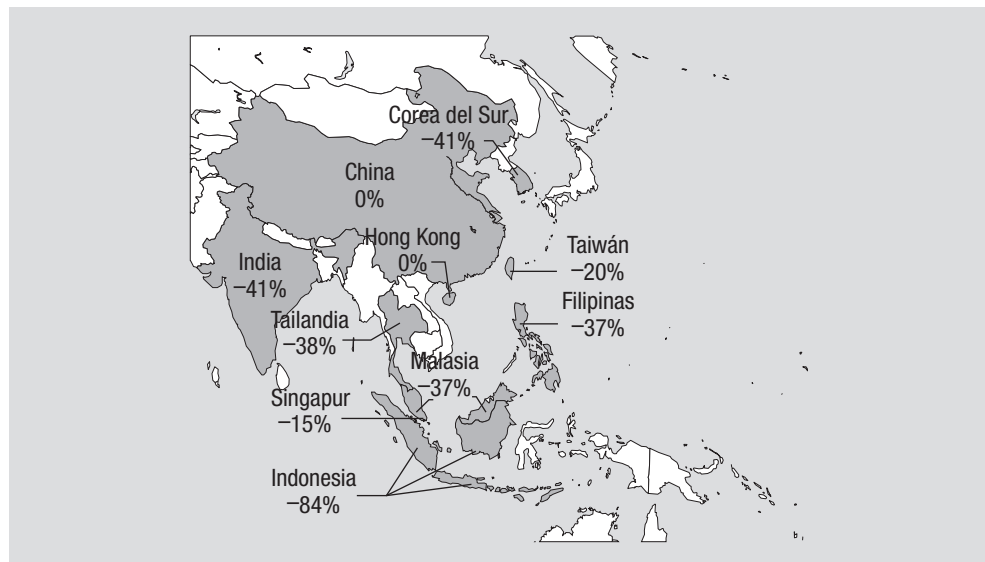 Corea del Sur
–41%
China
0%
Hong Kong
0%
Taiwán
–20%
India
–41%
Filipinas
–37%
Tailandia
–38%
Malasia
–37%
Singapur
–15%
Indonesia
–84%